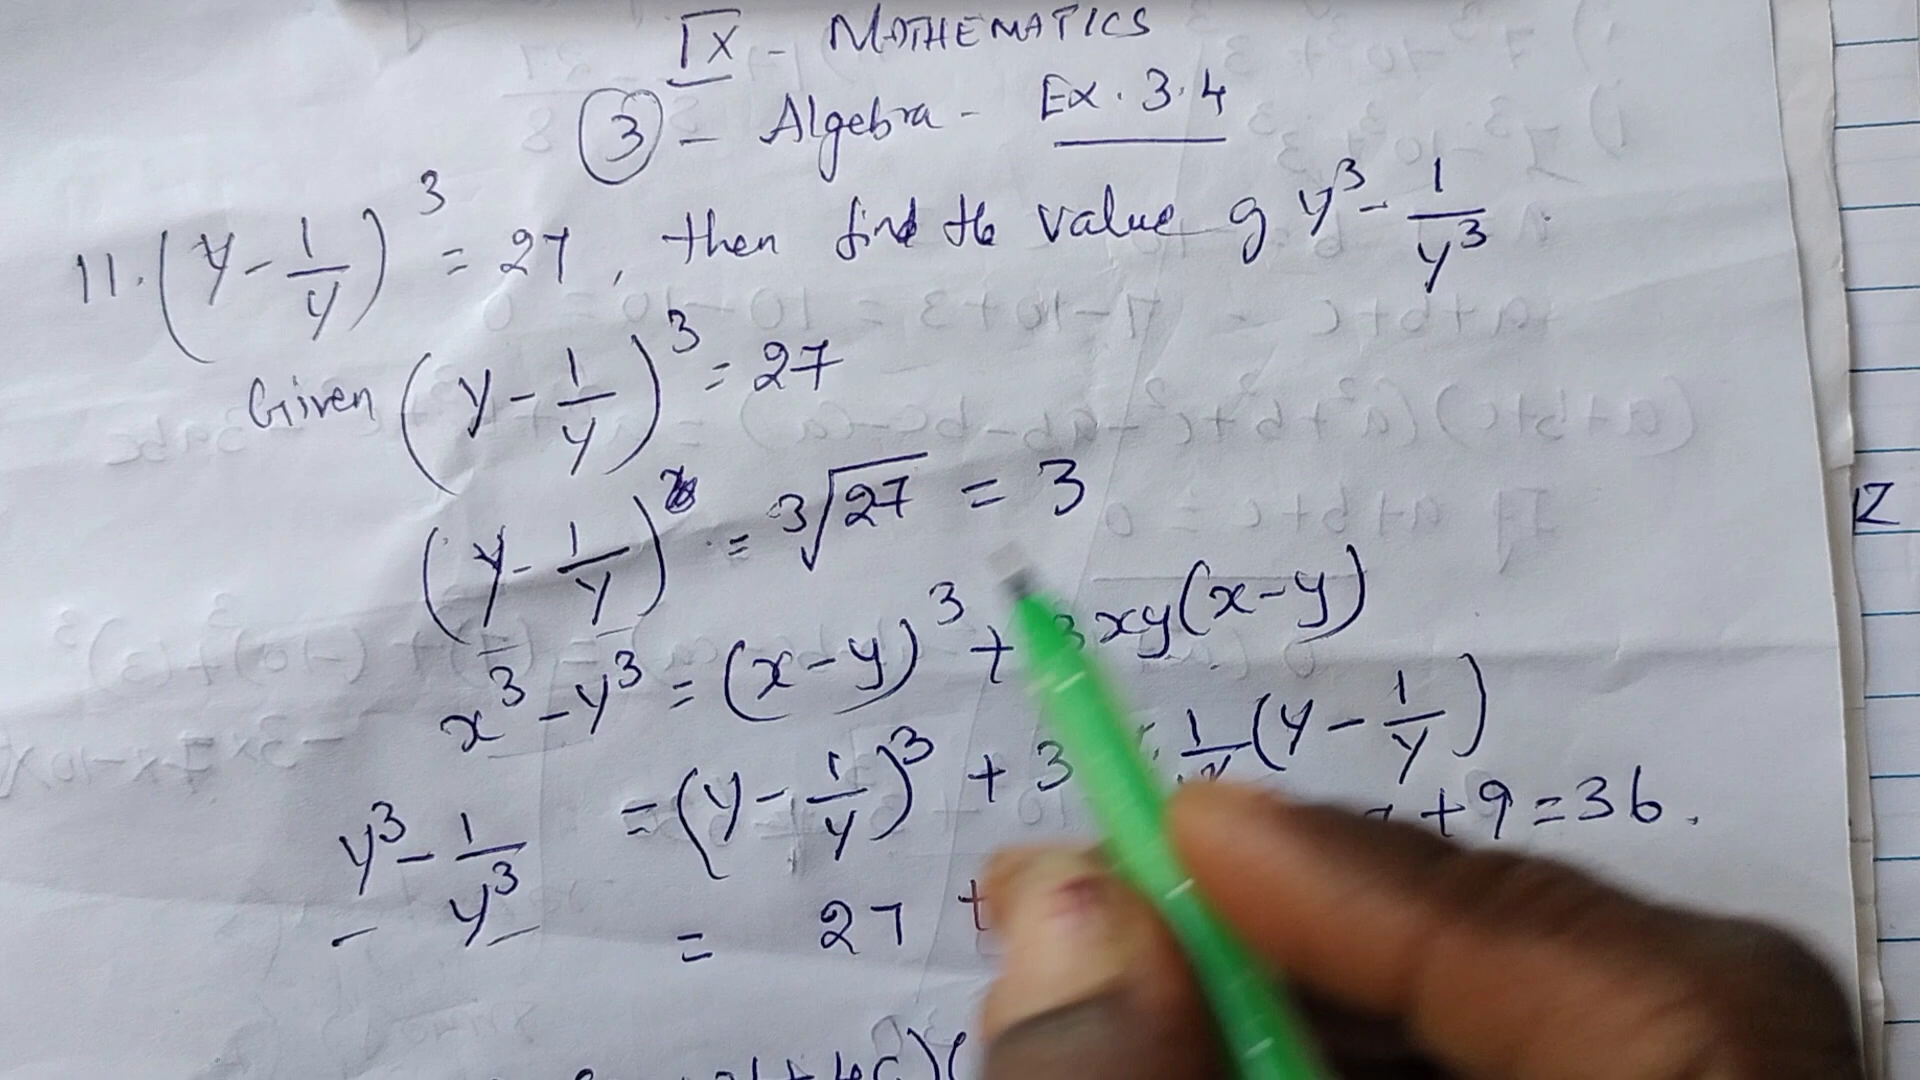 IX - MATHEMATICS
3 - Algebra - Ex. 3.4
11. (y - 1/y)^3 = 27, then find the value of y^3 - 1/y^3.
Given (y - 1/y)^3 = 27
(y - 1/y) = ∛27 = 3
x^3 - y^3 = (x - y)^3 + 3xy(x - y)
y^3 - 1/y^3 = (y - 1/y)^3 + 3 1/y (y - 1/y)
= 27 + + 9 = 36.